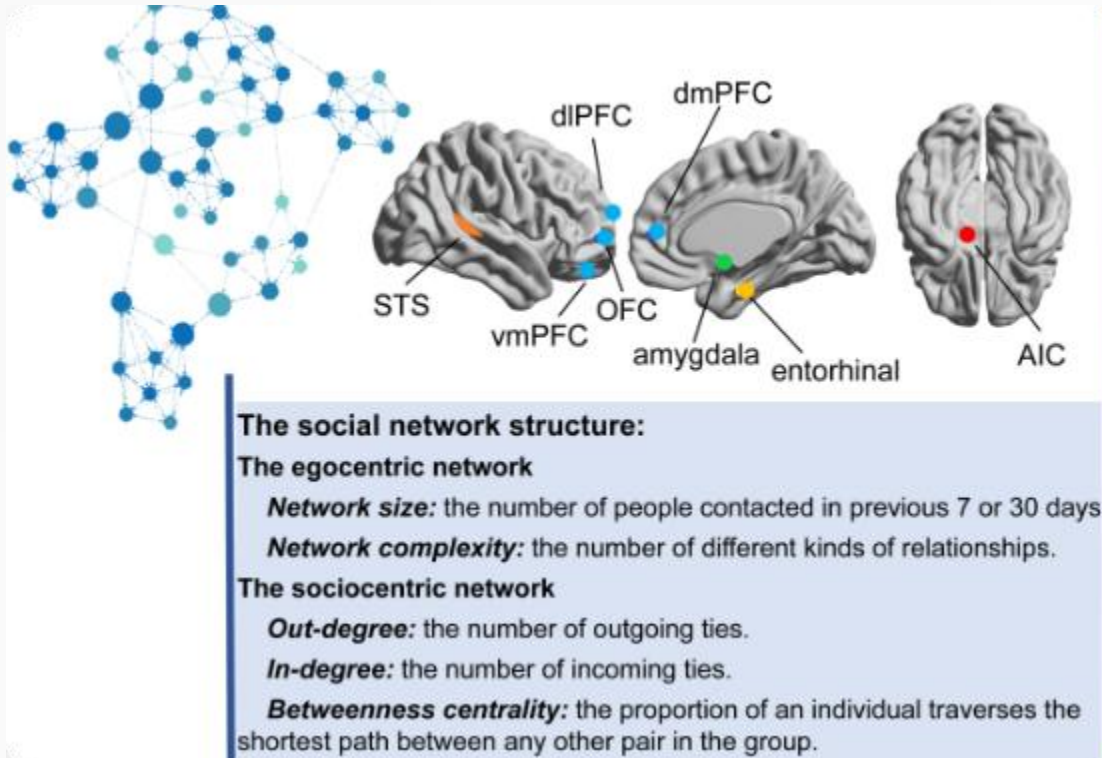 dmPFC
dlPFC
STS
vmPFC
OFC
amygdala
entorhinal
AIC
The social network structure:
The egocentric network
Network size: the number of people contacted in previous 7 or 30 days
Network complexity: the number of different kinds of relationships.
The sociocentric network
Out-degree: the number of outgoing ties.
In-degree: the number of incoming ties.
Betweenness centrality: the proportion of an individual traverses the
shortest path between any other pair in the group.